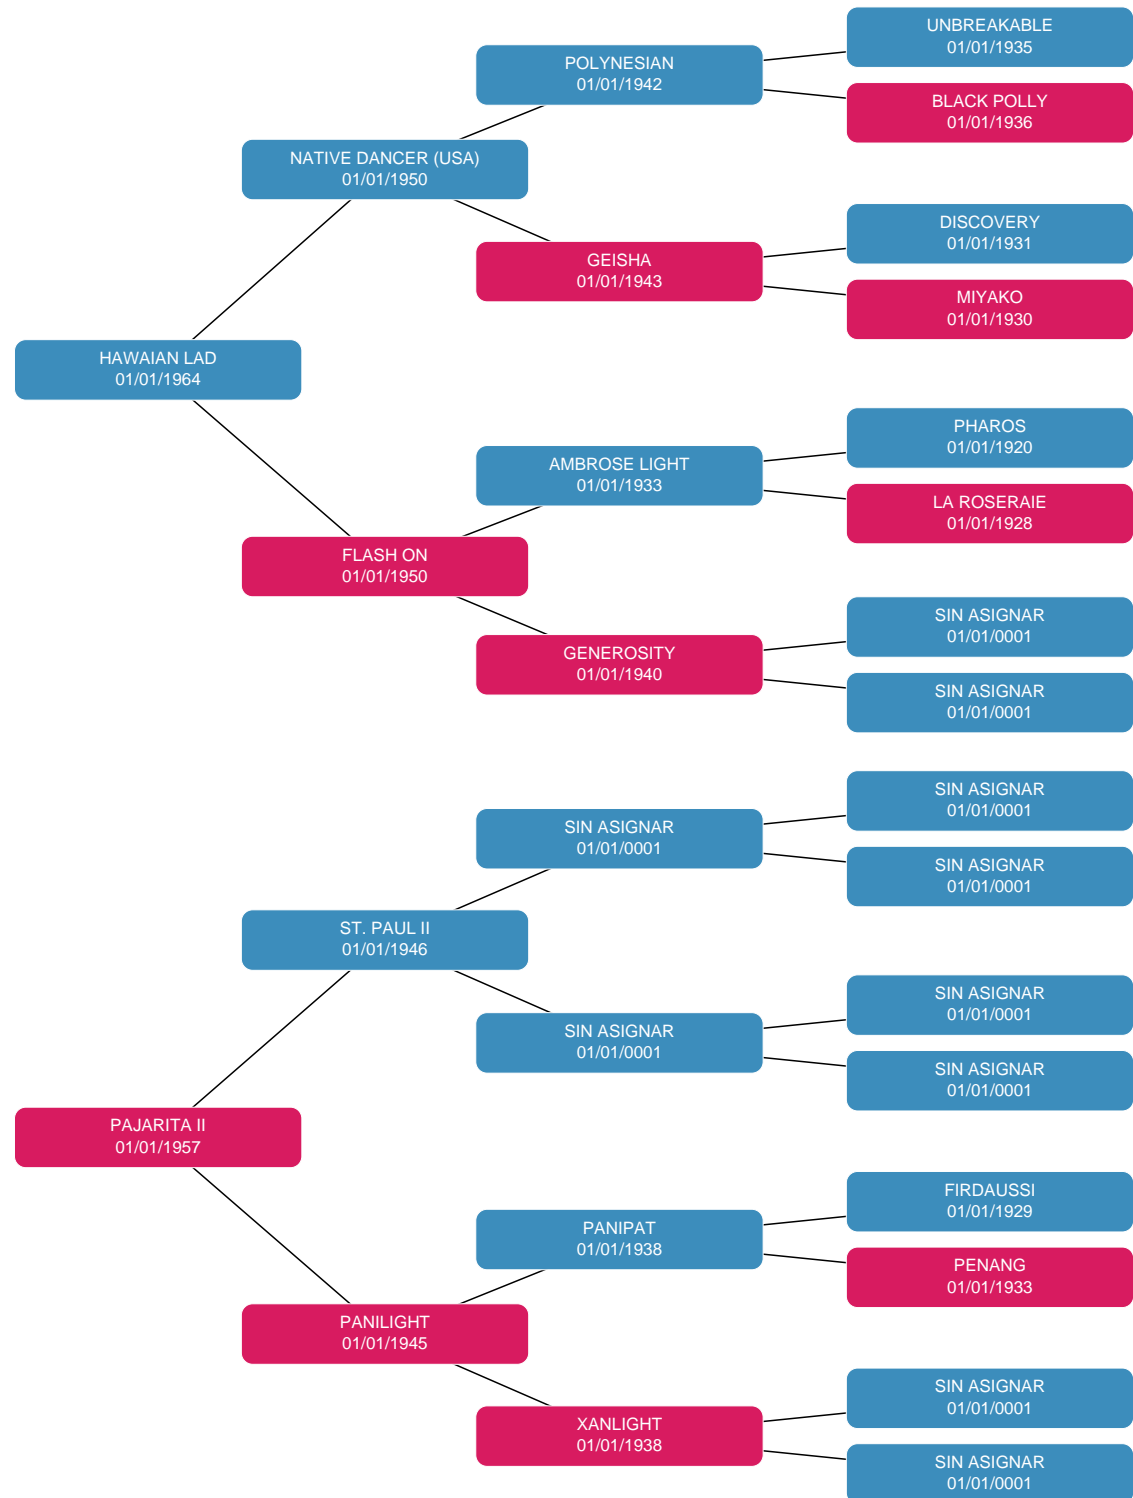 UNBREAKABLE
01/01/1935
POLYNESIAN
01/01/1942
BLACK POLLY
01/01/1936
NATIVE DANCER (USA)
01/01/1950
DISCOVERY
01/01/1931
GEISHA
01/01/1943
MIYAKO
01/01/1930
HAWAIAN LAD
01/01/1964
PHAROS
01/01/1920
AMBROSE LIGHT
01/01/1933
LA ROSERAIE
01/01/1928
FLASH ON
01/01/1950
SIN ASIGNAR
01/01/0001
GENEROSITY
01/01/1940
SIN ASIGNAR
01/01/0001
SIN ASIGNAR
01/01/0001
SIN ASIGNAR
01/01/0001
SIN ASIGNAR
01/01/0001
ST. PAUL II
01/01/1946
SIN ASIGNAR
01/01/0001
SIN ASIGNAR
01/01/0001
SIN ASIGNAR
01/01/0001
PAJARITA II
01/01/1957
FIRDAUSSI
01/01/1929
PANIPAT
01/01/1938
PENANG
01/01/1933
PANILIGHT
01/01/1945
SIN ASIGNAR
01/01/0001
XANLIGHT
01/01/1938
SIN ASIGNAR
01/01/0001